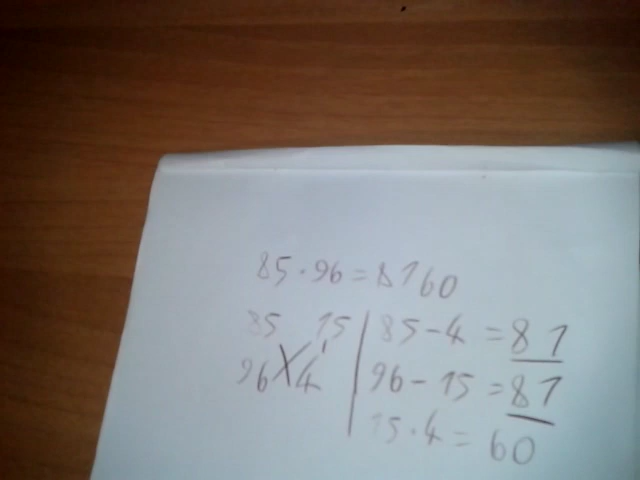 85 · 96 = 8160
85 15 | 85 - 4 = 81
96 X 4 | 96 - 15 = 81
15 · 4 = 60